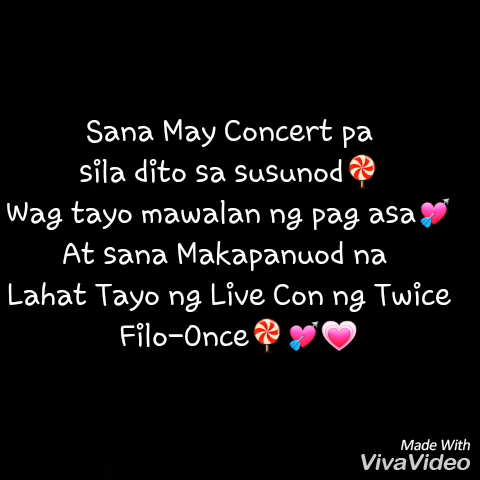 Sana May Concert pa
sila dito sa susunod🍭
Wag tayo mawalan ng pag asa💘
At sana Makapanuod na
Lahat Tayo ng Live Con ng Twice
Filo-Once🍭💘💗
Made With
VivaVideo